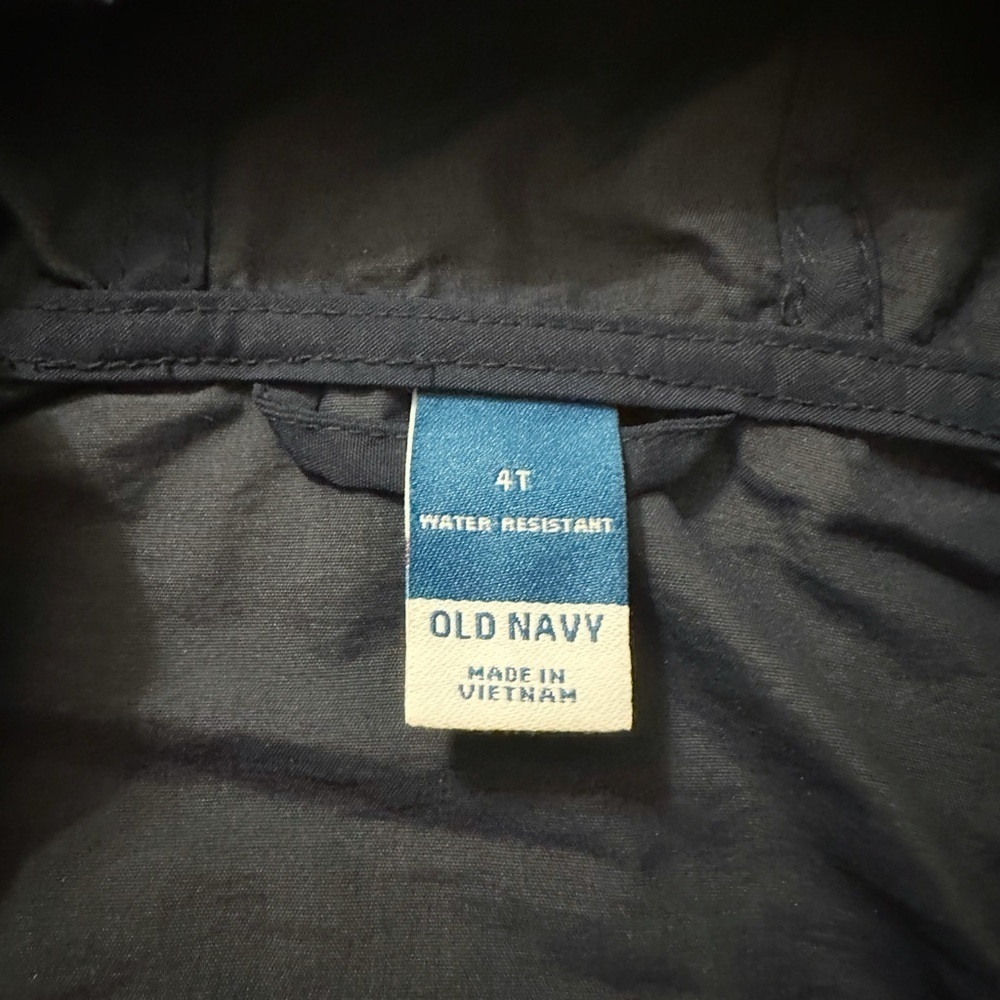 4T
WATER-RESISTANT
OLD NAVY
MADE IN
VIETNAM